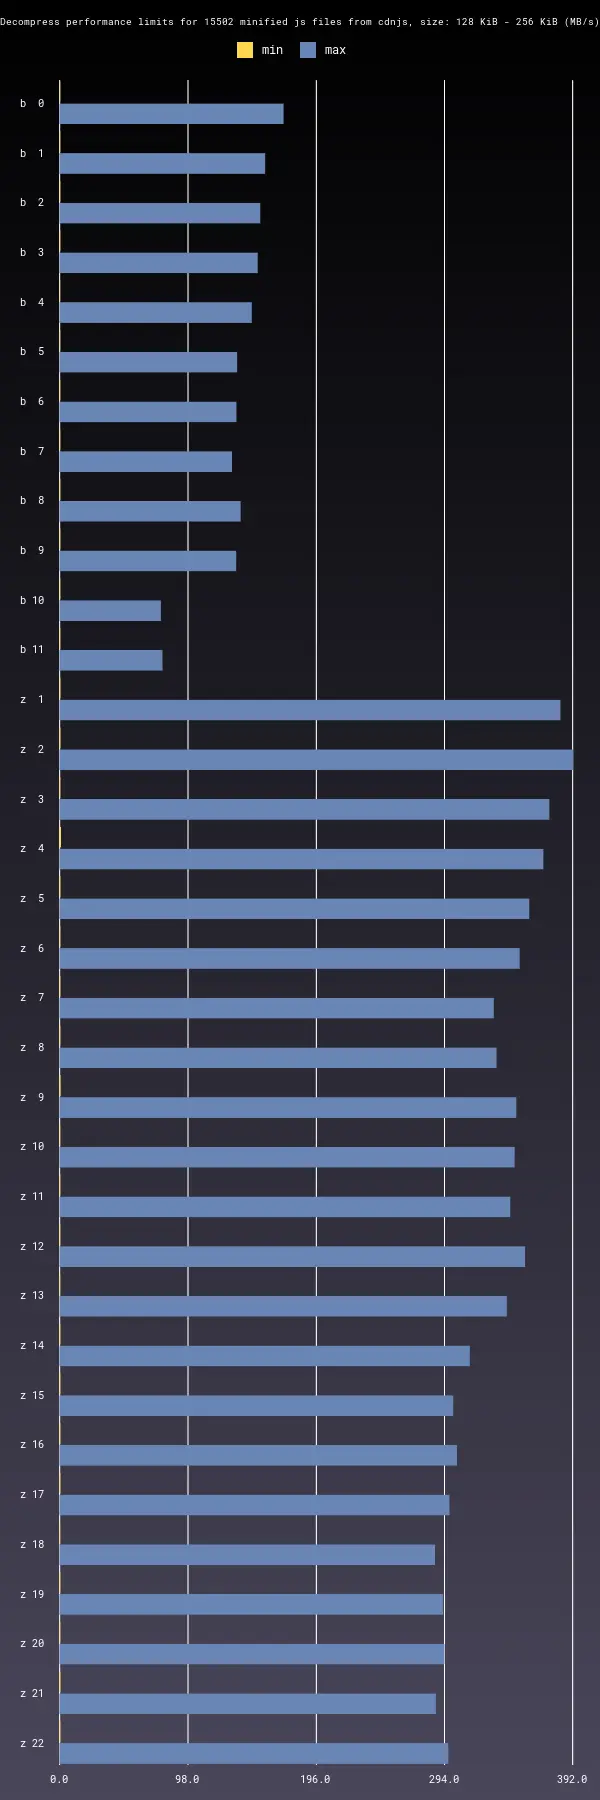 Decompress performance limits for 15502 minified js files from cdnjs, size: 128 KiB - 256 KiB (MB/s)
min max
b 0
b 1
b 2
b 3
b 4
b 5
b 6
b 7
b 8
b 9
b 10
b 11
z 1
z 2
z 3
z 4
z 5
z 6
z 7
z 8
z 9
z 10
z 11
z 12
z 13
z 14
z 15
z 16
z 17
z 18
z 19
z 20
z 21
z 22
0.0 98.0 196.0 294.0 392.0